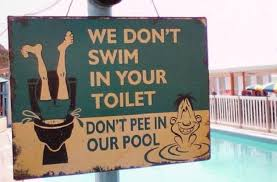 WE DON'T
SWIM
IN YOUR
TOILET
DON'T PEE IN
OUR POOL